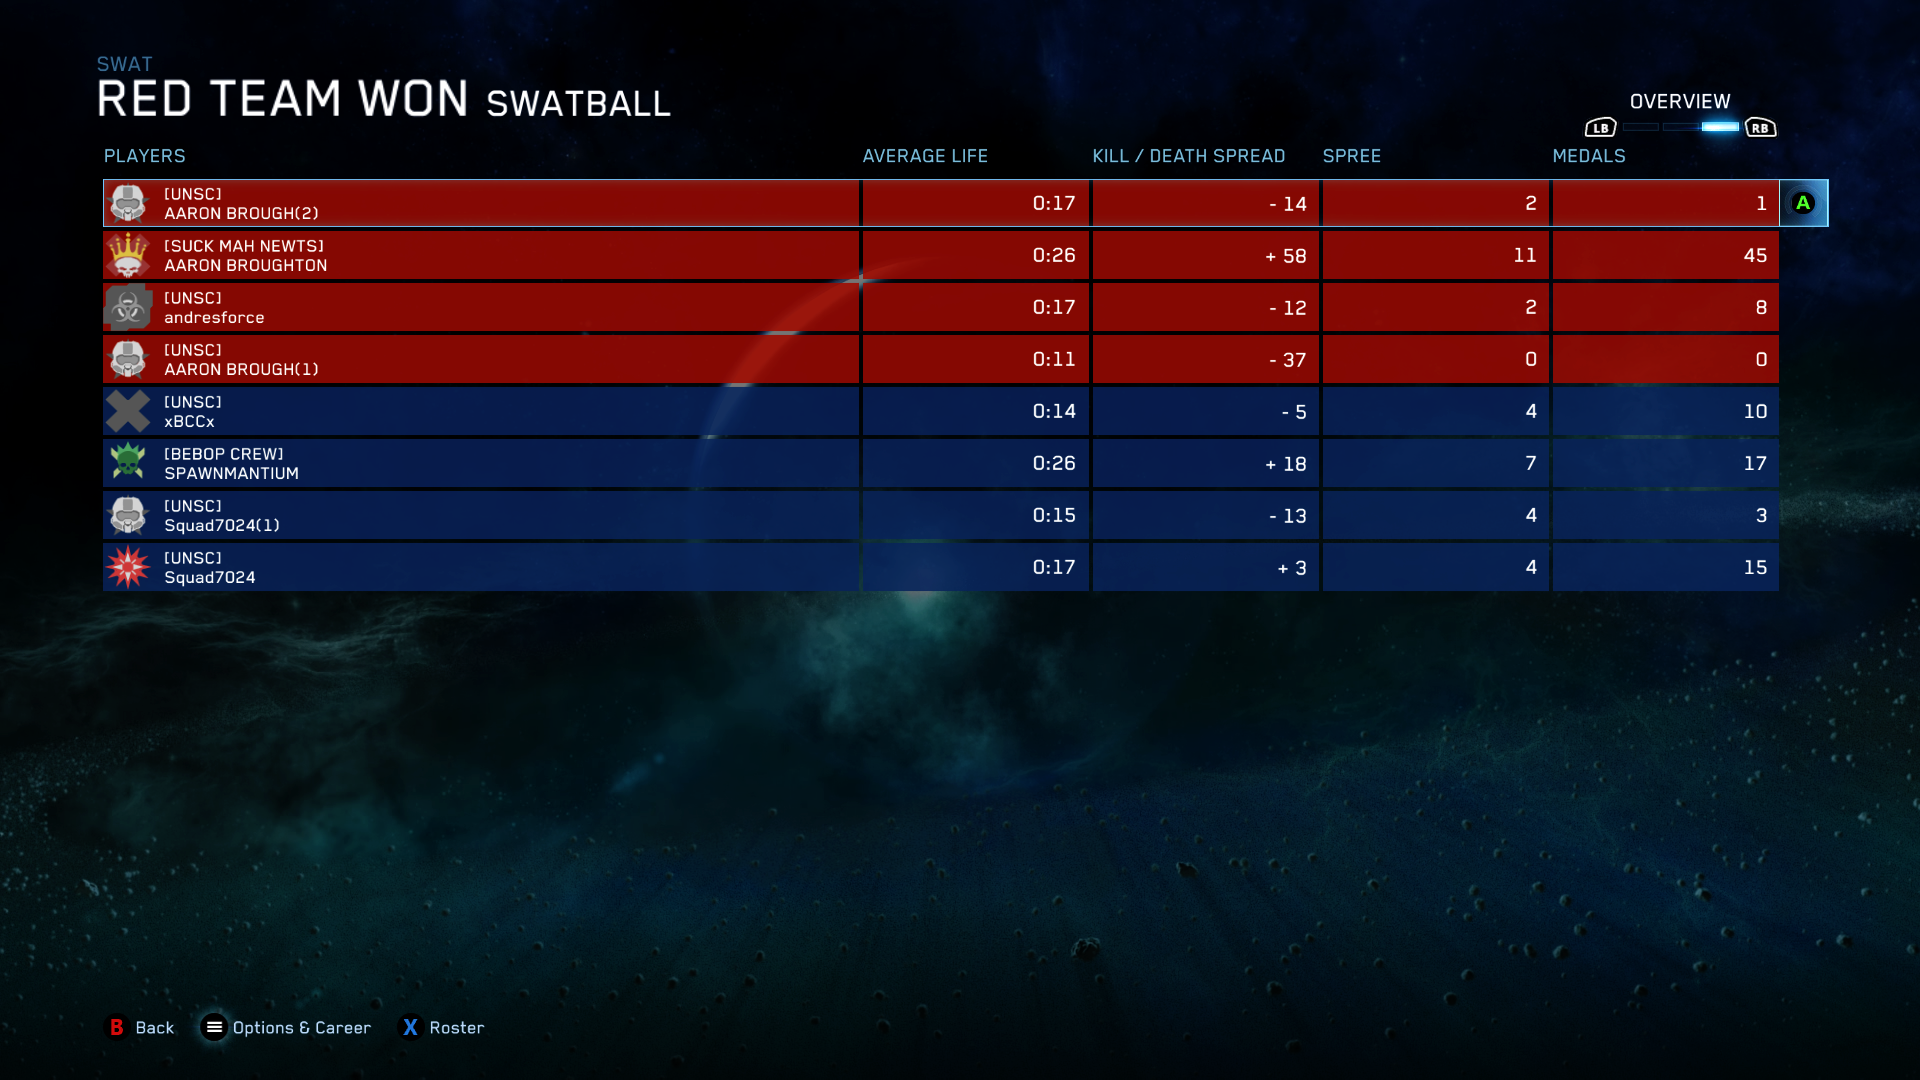 SWAT
RED TEAM WON SWATBALL
OVERVIEW
LB RB
PLAYERS AVERAGE LIFE KILL / DEATH SPREAD SPREE MEDALS
[UNSC]
AARON BROUGH(2) 0:17 - 14 2 1 A
[SUCK MAH NEWTS]
AARON BROUGHTON 0:26 + 58 11 45
[UNSC]
andresforce 0:17 - 12 2 8
[UNSC]
AARON BROUGH(1) 0:11 - 37 0 0
[UNSC]
xBCCx 0:14 - 5 4 10
[BEBOP CREW]
SPAWNMANTIUM 0:26 + 18 7 17
[UNSC]
Squad7024(1) 0:15 - 13 4 3
[UNSC]
Squad7024 0:17 + 3 4 15
B Back Options & Career X Roster